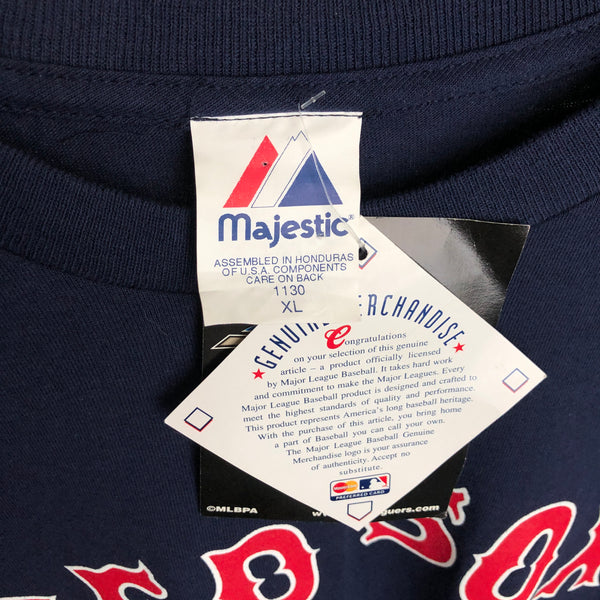 Majestic®
ASSEMBLED IN HONDURAS
OF U.S.A. COMPONENTS
CARE ON BACK
1130
XL
Congratulations
on your selection of this genuine
article – a product officially licensed
by Major League Baseball. It takes hard work
and commitment to make the Major Leagues. Every
Major League Baseball product is designed and crafted to
meet the highest standards of quality and performance.
This product represents America's long baseball heritage.
With the purchase of this article, you bring home
a part of Baseball you can call your own.
The Major League Baseball Genuine
Merchandise logo is your assurance
of authenticity. Accept no
substitute.
MasterCard
PREFERRED CARD
©MLBPA